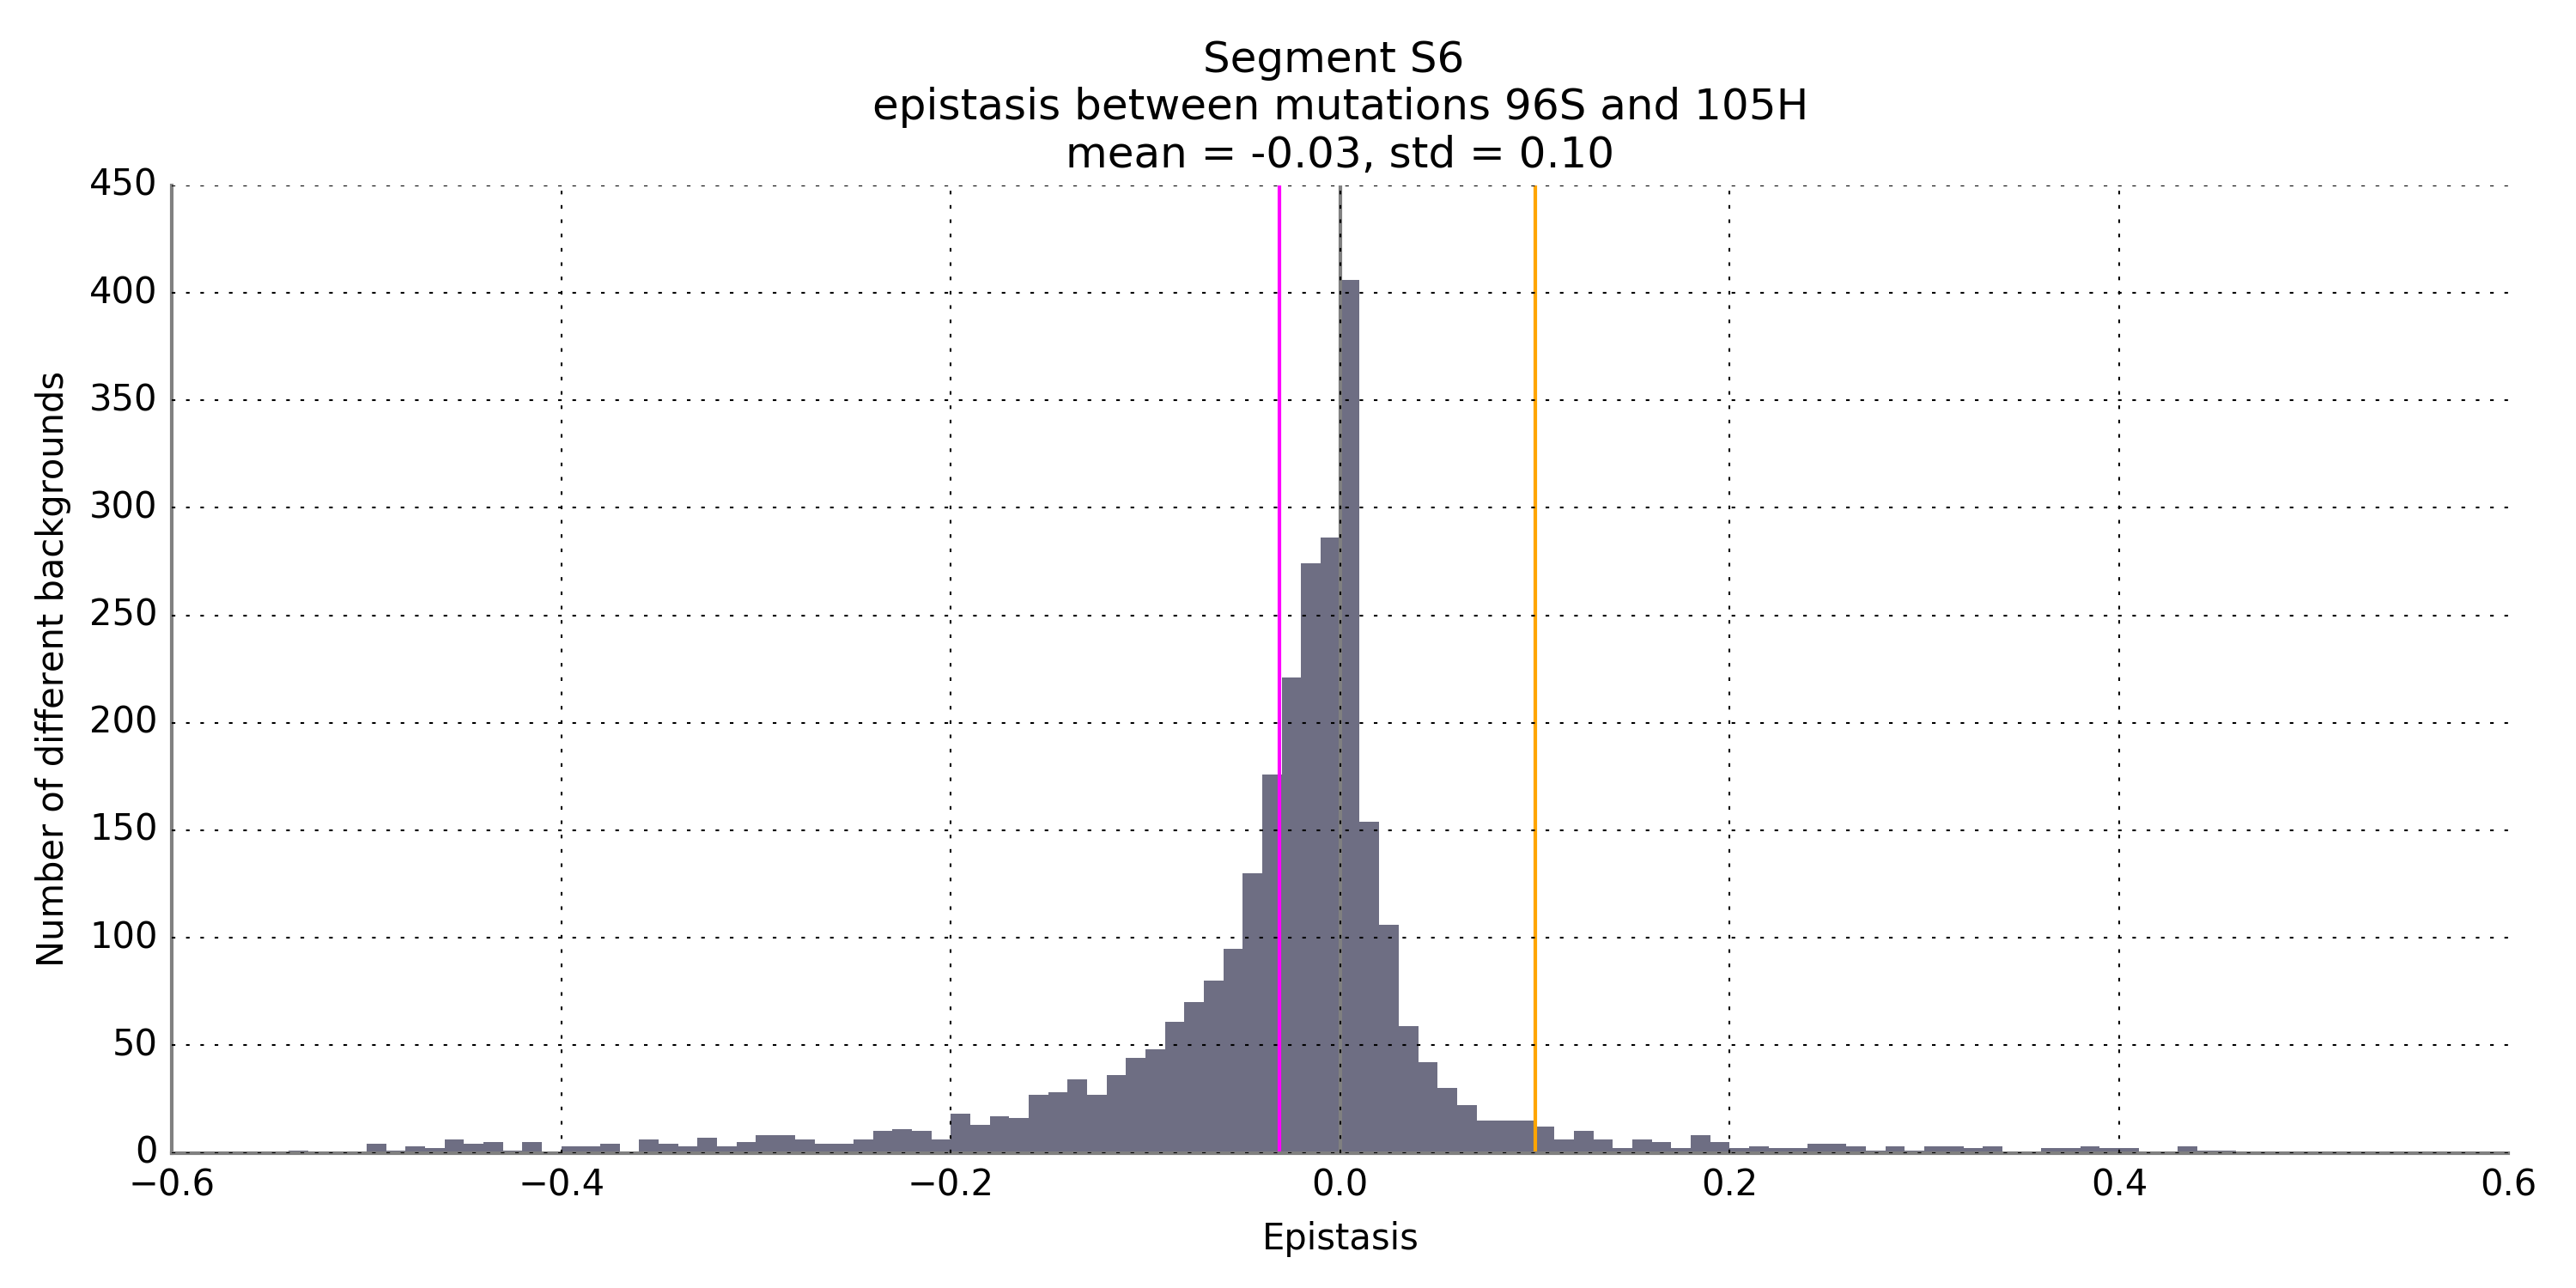 Segment S6
epistasis between mutations 96S and 105H
mean = -0.03, std = 0.10
Number of different backgrounds
450
400
350
300
250
200
150
100
50
0
−0.6 −0.4 −0.2 0.0 0.2 0.4 0.6
Epistasis